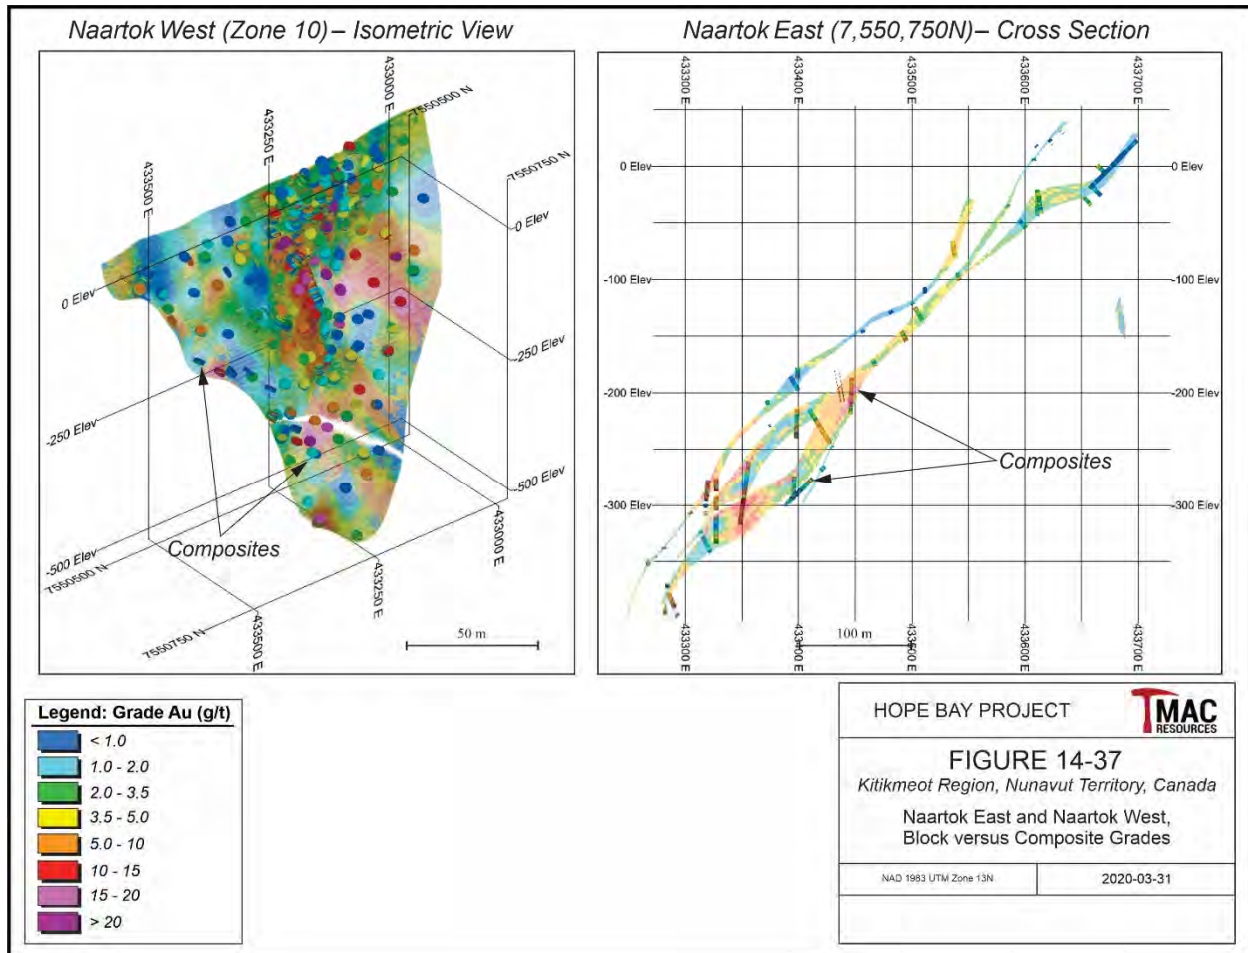 Naartok West (Zone 10) – Isometric View
433000 E
7550500 N
433250 E
7550750 N
433500 E
0 Elev
0 Elev
-250 Elev
-250 Elev
-500 Elev
-500 Elev
Composites
7550500 N
433000 E
433250 E
433500 E
7550750 N
50 m
Naartok East (7,550,750N) – Cross Section
433300 E
433400 E
433500 E
433600 E
433700 E
0 Elev
0 Elev
-100 Elev
-100 Elev
-200 Elev
-200 Elev
Composites
-300 Elev
-300 Elev
433300 E
433400 E
433500 E
433600 E
433700 E
100 m
Legend: Grade Au (g/t)
< 1.0
1.0 - 2.0
2.0 - 3.5
3.5 - 5.0
5.0 - 10
10 - 15
15 - 20
> 20
HOPE BAY PROJECT
TMAC
RESOURCES
FIGURE 14-37
Kitikmeot Region, Nunavut Territory, Canada
Naartok East and Naartok West,
Block versus Composite Grades
NAD 1983 UTM Zone 13N
2020-03-31